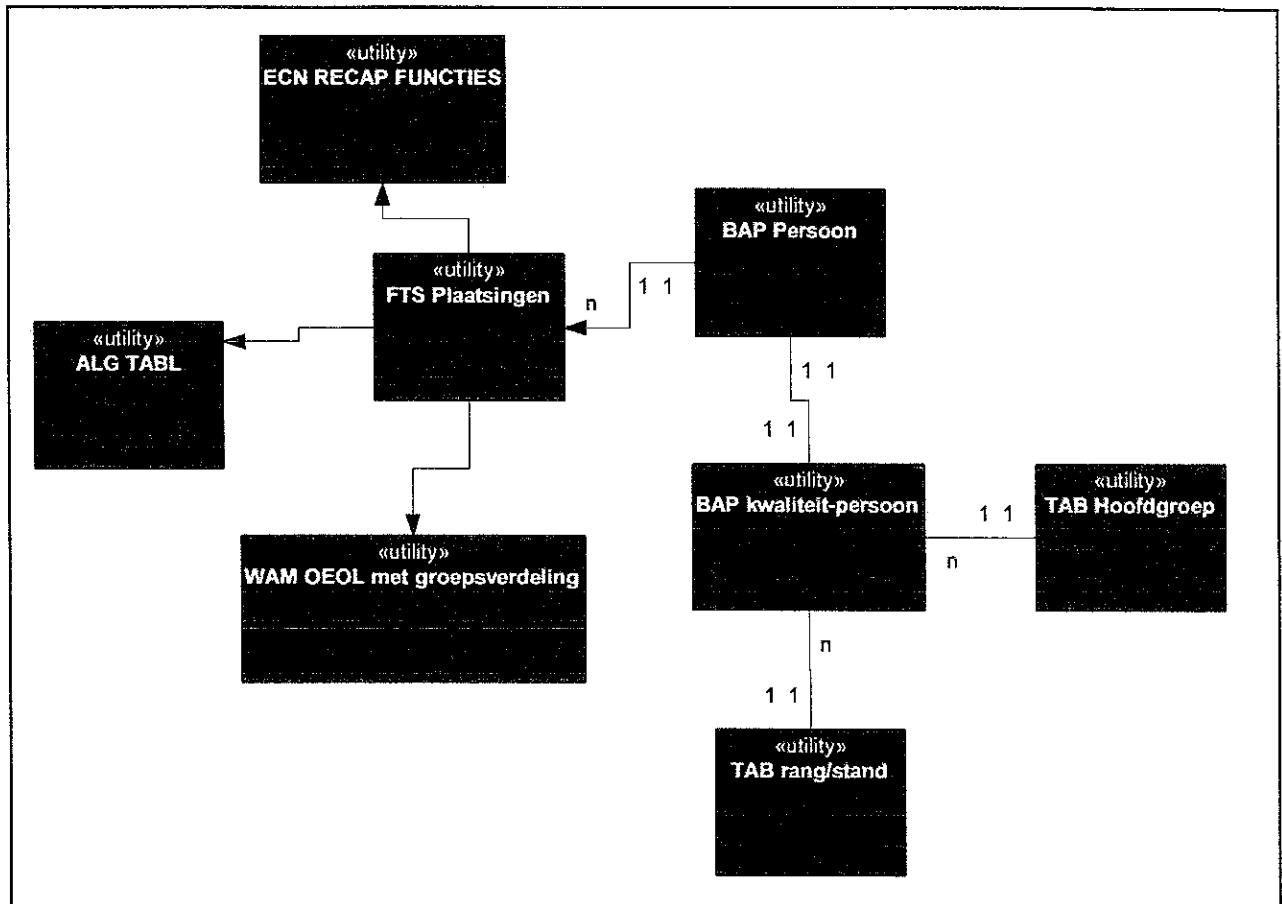 «utility»
ECN RECAP FUNCTIES
«utility»
BAP Persoon
«utility»
FTS Plaatsingen
1 1
n
«utility»
ALG TABL
1 1
1 1
«utility»
BAP kwaliteit-persoon
«utility»
TAB Hoofdgroep
1 1
n
«utility»
WAM OEOL met groepsverdeling
n
1 1
«utility»
TAB rang/stand